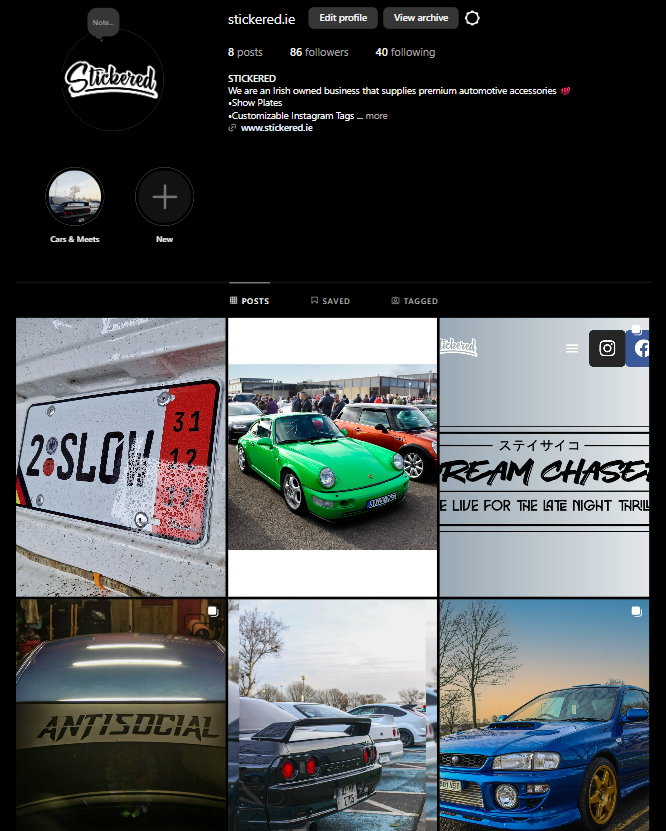 Note...
stickered.ie
Edit profile
View archive
Stickered
8 posts
86 followers
40 following
STICKERED
We are an Irish owned business that supplies premium automotive accessories
•Show Plates
•Customizable Instagram Tags ... more
www.stickered.ie
Cars & Meets
New
POSTS
SAVED
TAGGED
2 SLOW
31
12
17
tickered
ステイサイコ
REAM CHASE
E LIVE FOR THE LATE NIGHT THRILL
ANTISOCIAL